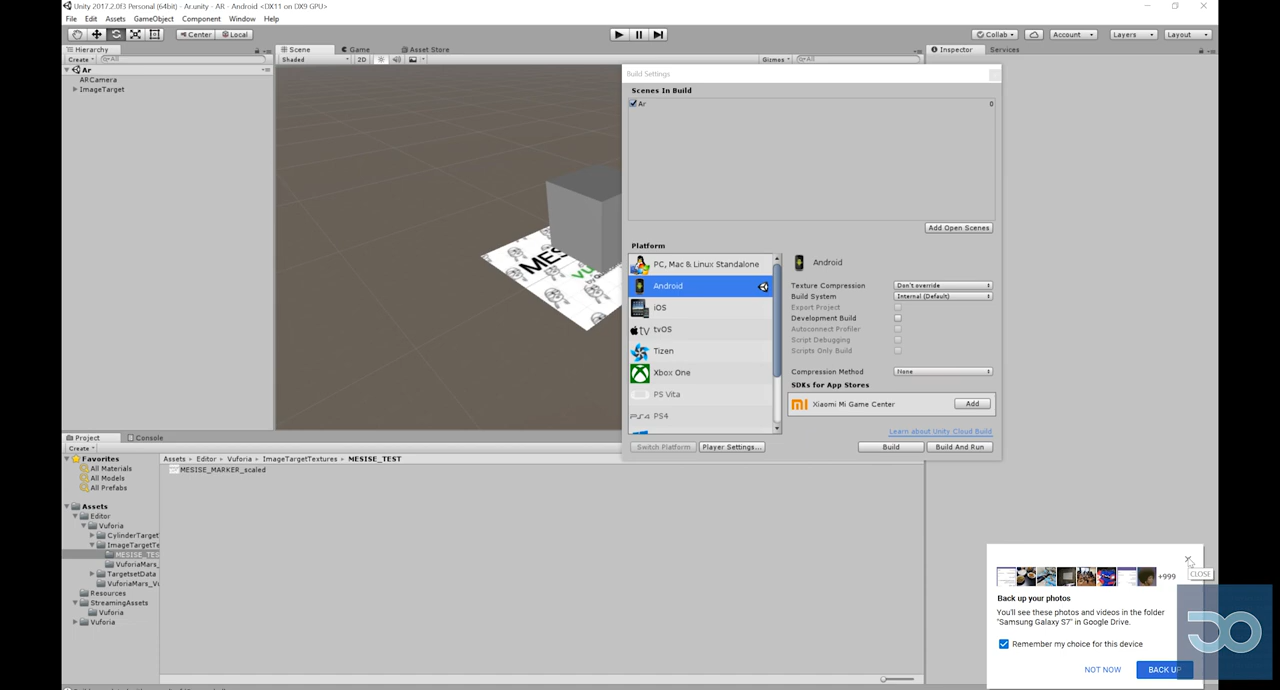 Unity 2017.2.0f3 Personal (64bit) - Ar.unity - AR - Android <DX11 on DX9 GPU>
File Edit Assets GameObject Component Window Help
Center Local Collab Account Layers Layout
Hierarchy Scene Game Asset Store Inspector Services
Create All Shaded 2D Gizmos All
Ar
ARCamera
ImageTarget
Build Settings
Scenes In Build
Ar 0
Add Open Scenes
Platform
PC, Mac & Linux Standalone
Android
iOS
tv tvOS
Tizen
Xbox One
PS Vita
PS4 PS4
Android
Texture Compression Don't override
Build System Internal (Default)
Export Project
Development Build
Autoconnect Profiler
Script Debugging
Scripts Only Build
Compression Method None
SDKs for App Stores
Xiaomi Mi Game Center Add
Learn about Unity Cloud Build
Switch Platform Player Settings... Build Build And Run
MES
vu
Project Console
Create
Favorites
All Materials
All Models
All Prefabs
Assets
Editor
Vuforia
CylinderTarget
ImageTargetTe
MESISE_TES
VuforiaMars_
TargetsetData
VuforiaMars_Vu
Resources
StreamingAssets
Vuforia
Vuforia
Assets Editor Vuforia ImageTargetTextures MESISE_TEST
MESISE_MARKER_scaled
+999
CLOSE
Back up your photos
You'll see these photos and videos in the folder
"Samsung Galaxy S7" in Google Drive.
Remember my choice for this device
NOT NOW BACK UP